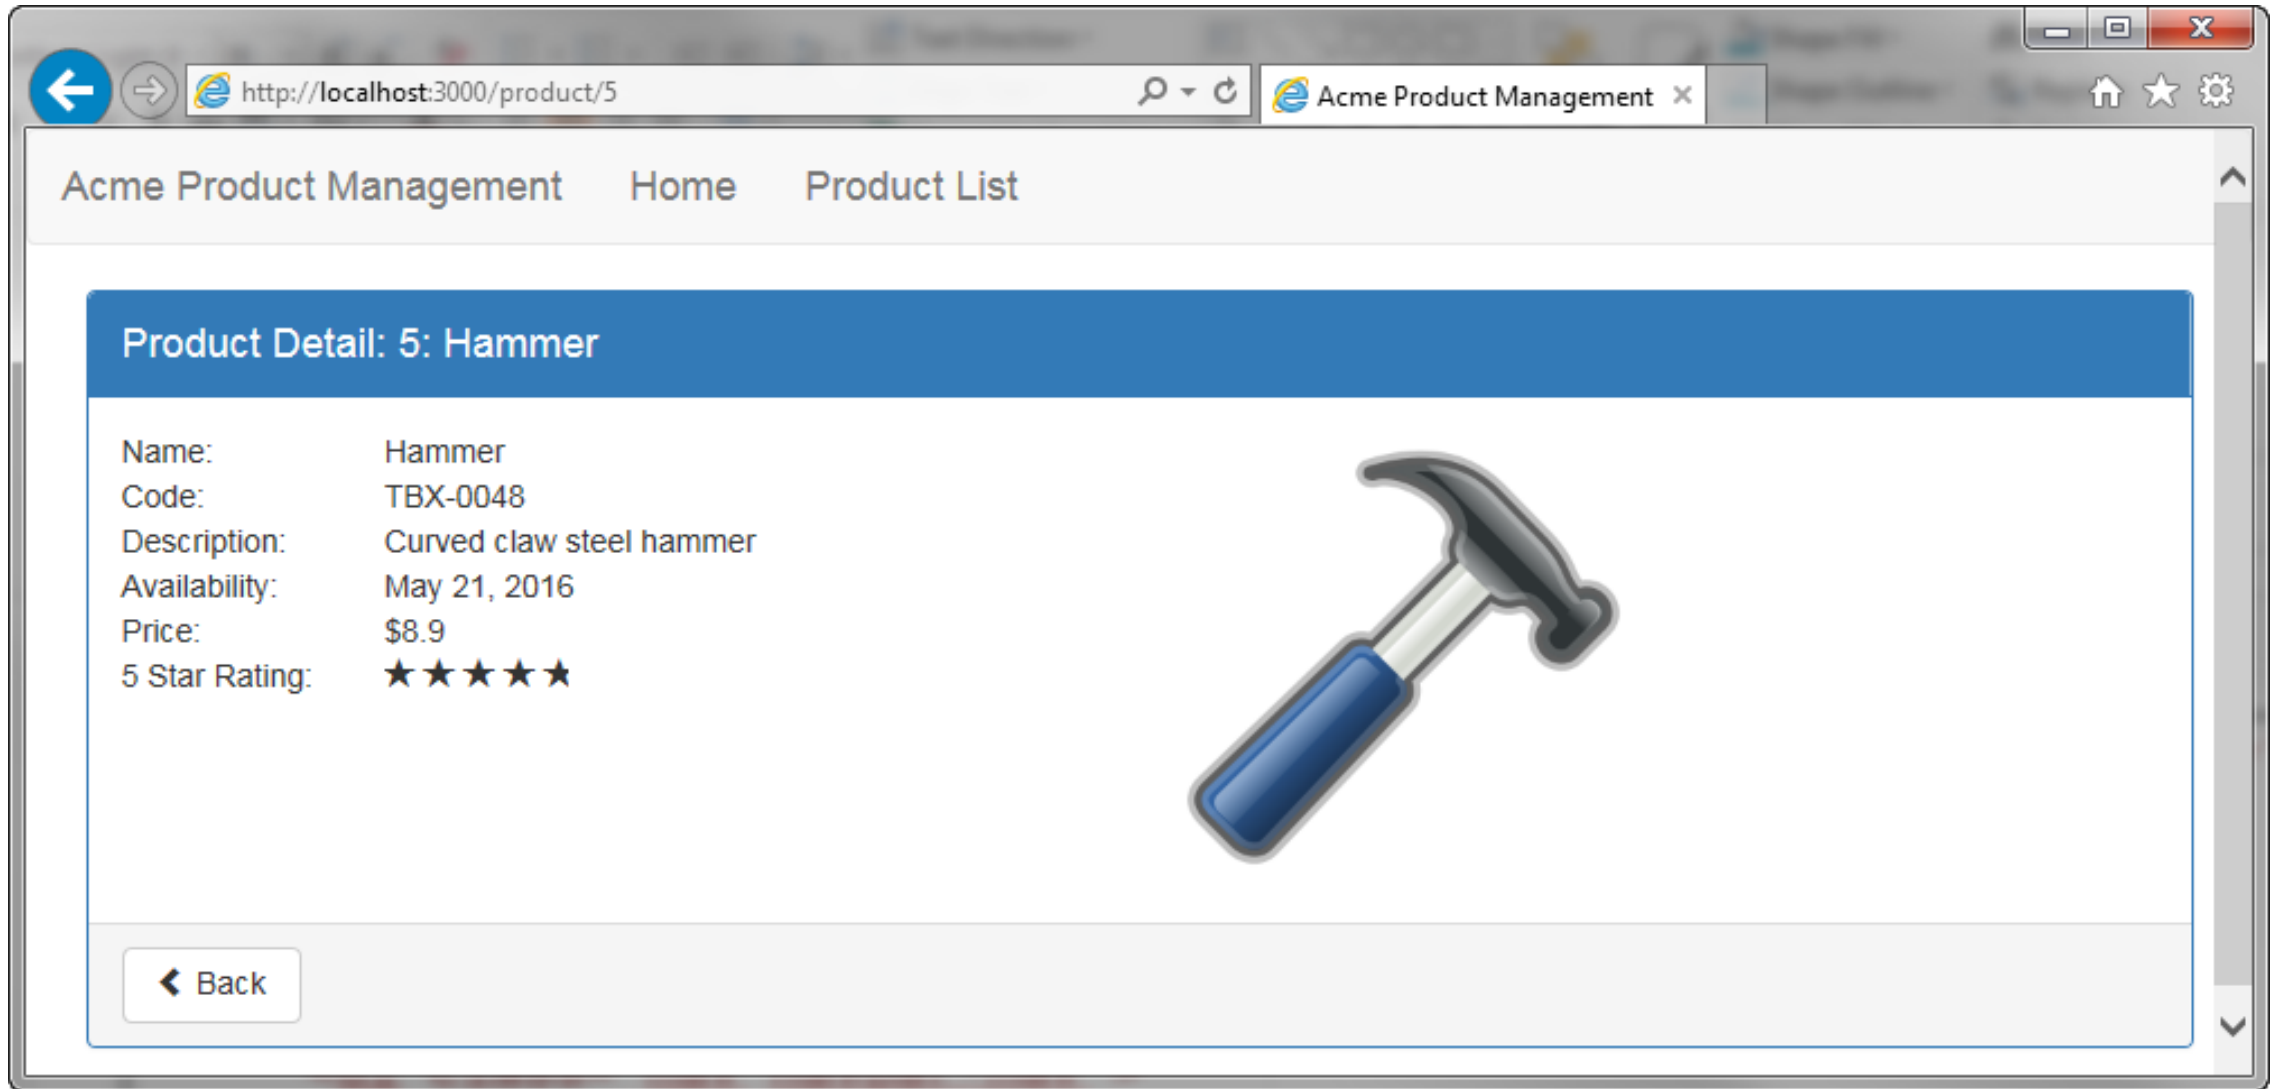 http://localhost:3000/product/5
Acme Product Management
Acme Product Management Home Product List
Product Detail: 5: Hammer
Name: Hammer
Code: TBX-0048
Description: Curved claw steel hammer
Availability: May 21, 2016
Price: $8.9
5 Star Rating:
Back